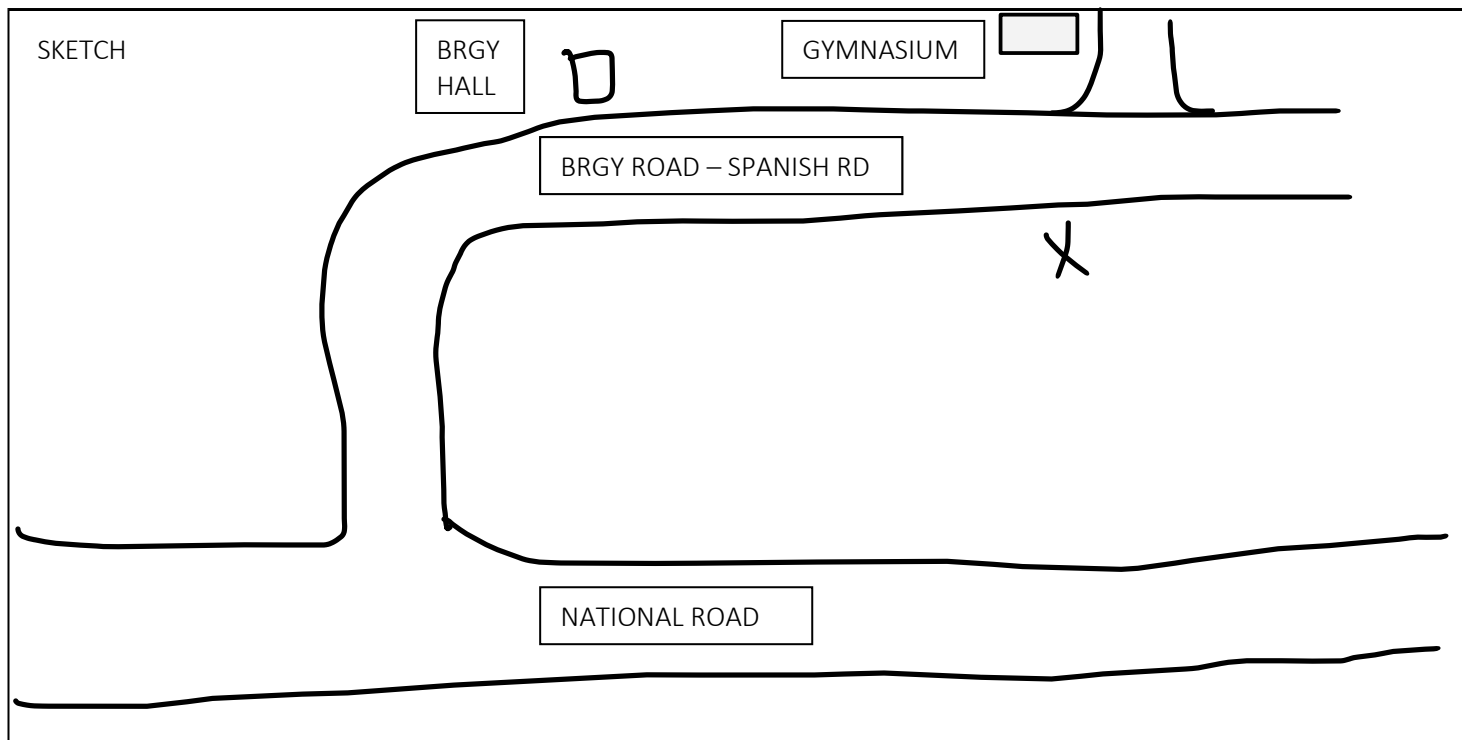 SKETCH
BRGY
HALL
GYMNASIUM
BRGY ROAD – SPANISH RD
NATIONAL ROAD